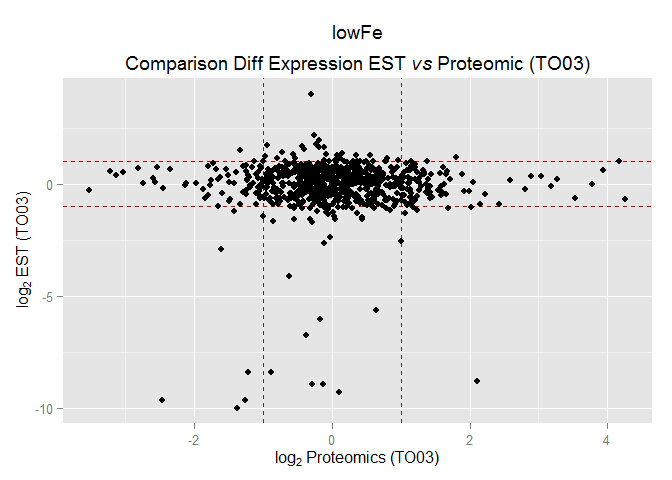 lowFe
Comparison Diff Expression EST vs Proteomic (TO03)
log2 EST (TO03)
0
-5
-10
-2
0
2
4
log2 Proteomics (TO03)